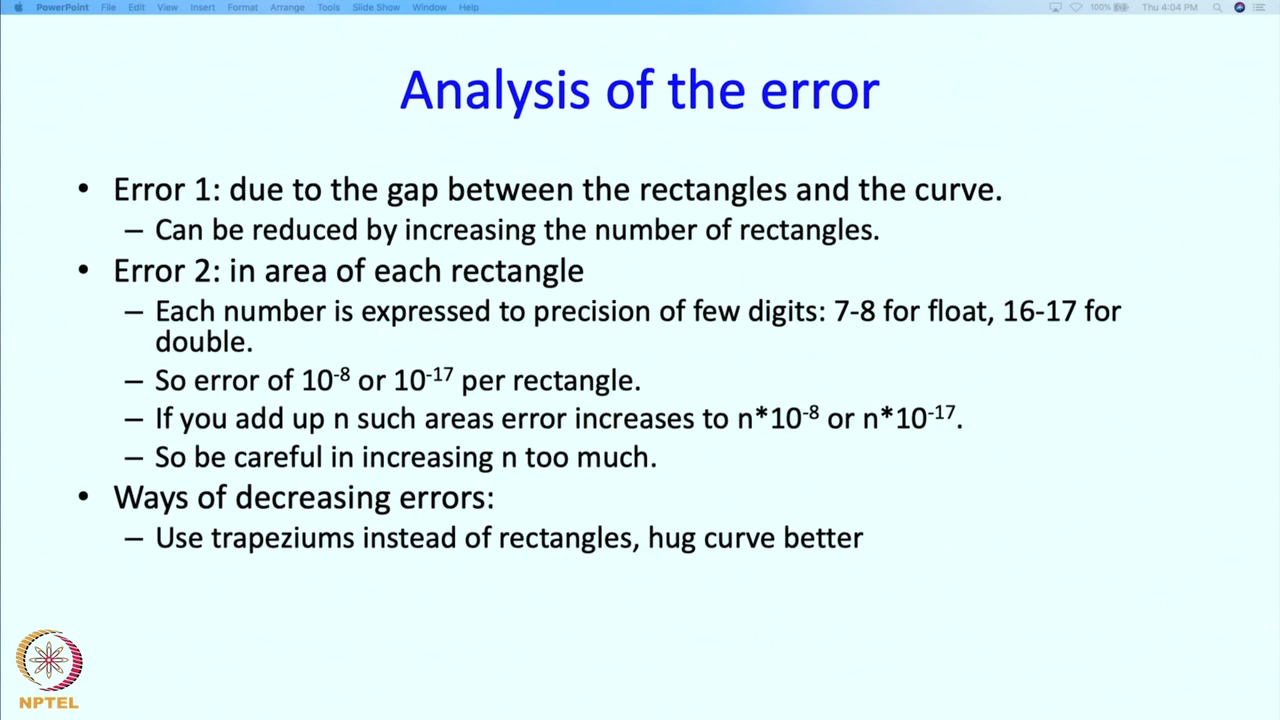 PowerPoint File Edit View Insert Format Arrange Tools Slide Show Window Help 100% Thu 4:04 PM
Analysis of the error
• Error 1: due to the gap between the rectangles and the curve.
– Can be reduced by increasing the number of rectangles.
• Error 2: in area of each rectangle
– Each number is expressed to precision of few digits: 7-8 for float, 16-17 for
double.
– So error of 10⁻⁸ or 10⁻¹⁷ per rectangle.
– If you add up n such areas error increases to n*10⁻⁸ or n*10⁻¹⁷.
– So be careful in increasing n too much.
• Ways of decreasing errors:
– Use trapeziums instead of rectangles, hug curve better
NPTEL